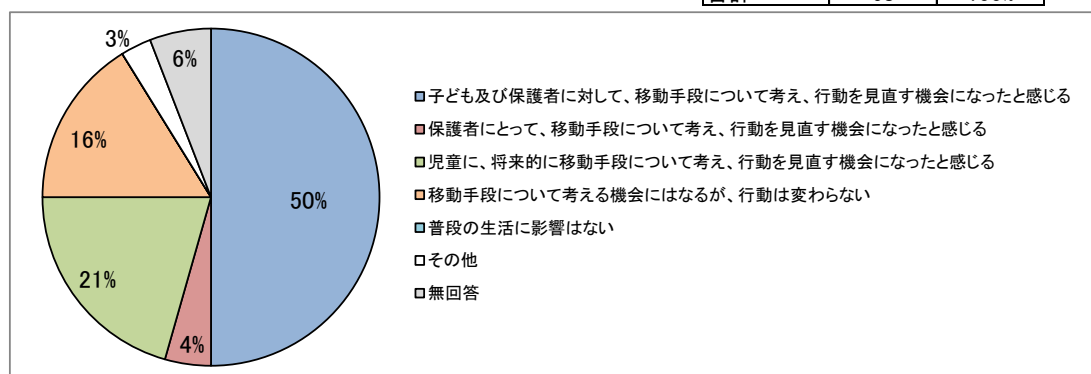 3%
6%
16%
50%
21%
4%
子ども及び保護者に対して、移動手段について考え、行動を見直す機会になったと感じる
保護者にとって、移動手段について考え、行動を見直す機会になったと感じる
児童に、将来的に移動手段について考え、行動を見直す機会になったと感じる
移動手段について考える機会にはなるが、行動は変わらない
普段の生活に影響はない
その他
無回答